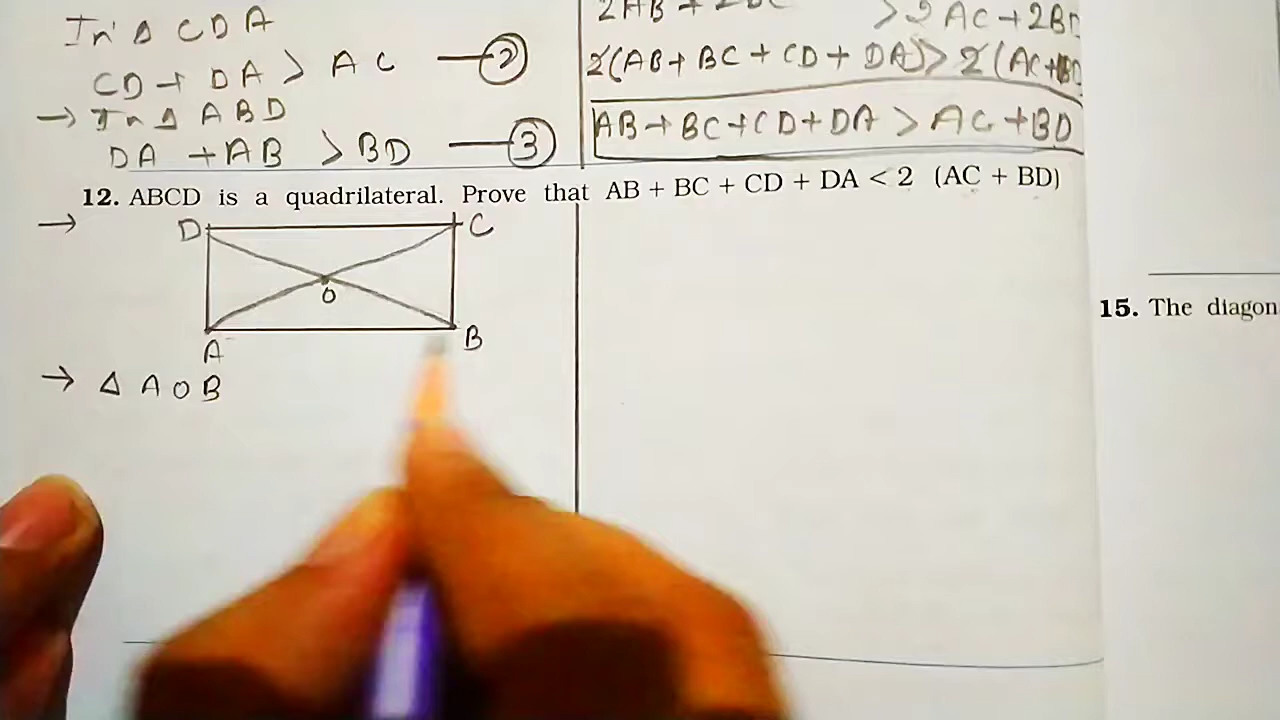 In Δ CDA
CD + DA > AC —②
→ In Δ ABD
DA + AB > BD —③
> 2AC + 2BD
2(AB + BC + CD + DA) > 2(AC+BD
AB + BC + CD + DA > AC + BD
12. ABCD is a quadrilateral. Prove that AB + BC + CD + DA < 2 (AC + BD)
→
D
C
O
A
B
→ Δ AOB
15. The diagon